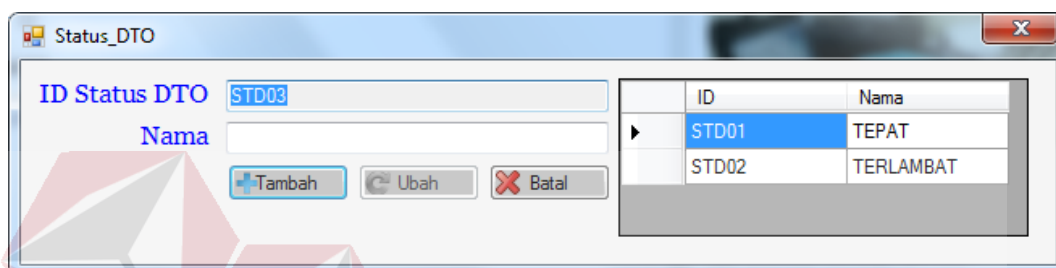 Status_DTO
x
ID Status DTO STD03
Nama
Tambah Ubah Batal
ID Nama
STD01 TEPAT
STD02 TERLAMBAT